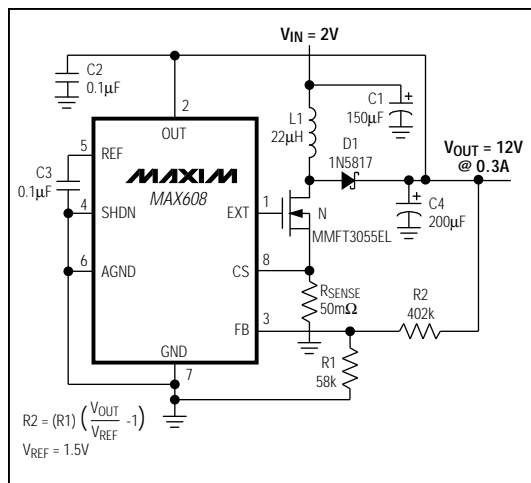 VIN = 2V
C2
0.1µF
2
OUT
C1
150µF
L1
22µH
D1
1N5817
VOUT = 12V
@ 0.3A
5
REF
C3
0.1µF
MAXIM
MAX608
4
SHDN
EXT
1
N
MMFT3055EL
C4
200µF
6
AGND
CS
8
RSENSE
50mΩ
R2
402k
FB
3
GND
7
R1
58k
R2 = (R1) (VOUT/VREF -1)
VREF = 1.5V